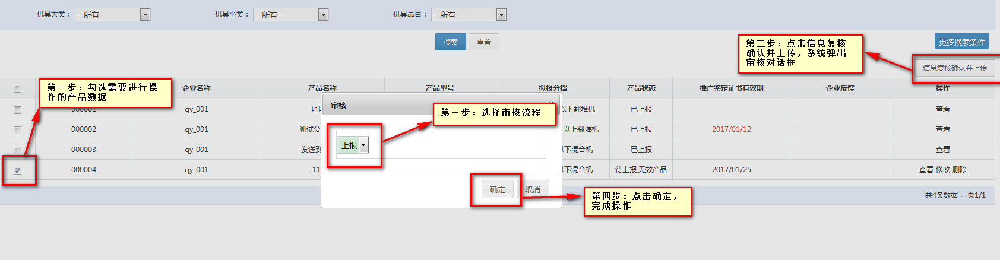 机具大类： --所有-- 机具小类： --所有-- 机具品目： --所有--
搜索 重置 更多搜索条件
第二步：点击信息复核
确认并上传，系统弹出
审核对话框
信息复核确认并上传
第一步：勾选需要进行操
作的产品数据
企业名称 产品名称 产品型号 拟报分档 产品状态 推广鉴定证书有效期 企业反馈 操作
000001 qy_001 以下翻堆机 已上报 查看
000002 qy_001 测试公 以上翻堆机 已上报 2017/01/12 查看
000003 qy_001 发送到 以下混合机 已上报 查看
000004 qy_001 11 以下混合机 待上报,无效产品 2017/01/25 查看 修改 删除
审核
第三步：选择审核流程
上报
确定 取消
第四步：点击确定，
完成操作
共4条数据， 页1/1